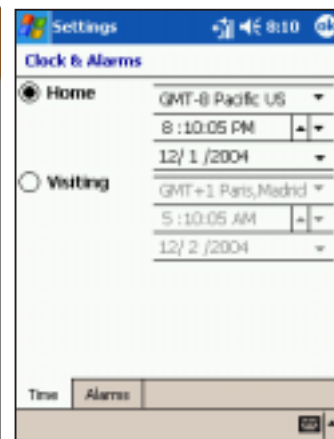 Settings 8:10 ok
Clock & Alarms
Home GMT-8 Pacific US
8 :10:05 PM
12/ 1 /2004
Visiting GMT+1 Paris,Madrid
5 :10:05 AM
12/ 2 /2004
Time Alarms